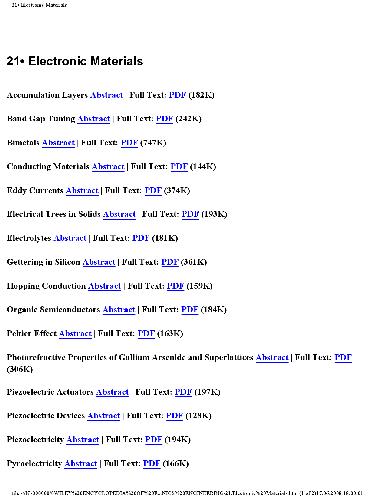 21• Electronic Materials
21• Electronic Materials
Accumulation Layers Abstract | Full Text: PDF (182K)
Band Gap Tuning Abstract | Full Text: PDF (242K)
Bimetals Abstract | Full Text: PDF (747K)
Conducting Materials Abstract | Full Text: PDF (144K)
Eddy Currents Abstract | Full Text: PDF (374K)
Electrical Trees in Solids Abstract | Full Text: PDF (193K)
Electrolytes Abstract | Full Text: PDF (181K)
Gettering in Silicon Abstract | Full Text: PDF (361K)
Hopping Conduction Abstract | Full Text: PDF (159K)
Organic Semiconductors Abstract | Full Text: PDF (184K)
Peltier Effect Abstract | Full Text: PDF (163K)
Photorefractive Properties of Gallium Arsenide and Superlattices Abstract | Full Text: PDF
(306K)
Piezoelectric Actuators Abstract | Full Text: PDF (197K)
Piezoelectric Devices Abstract | Full Text: PDF (128K)
Piezoelectricity Abstract | Full Text: PDF (194K)
Pyroelectricity Abstract | Full Text: PDF (166K)